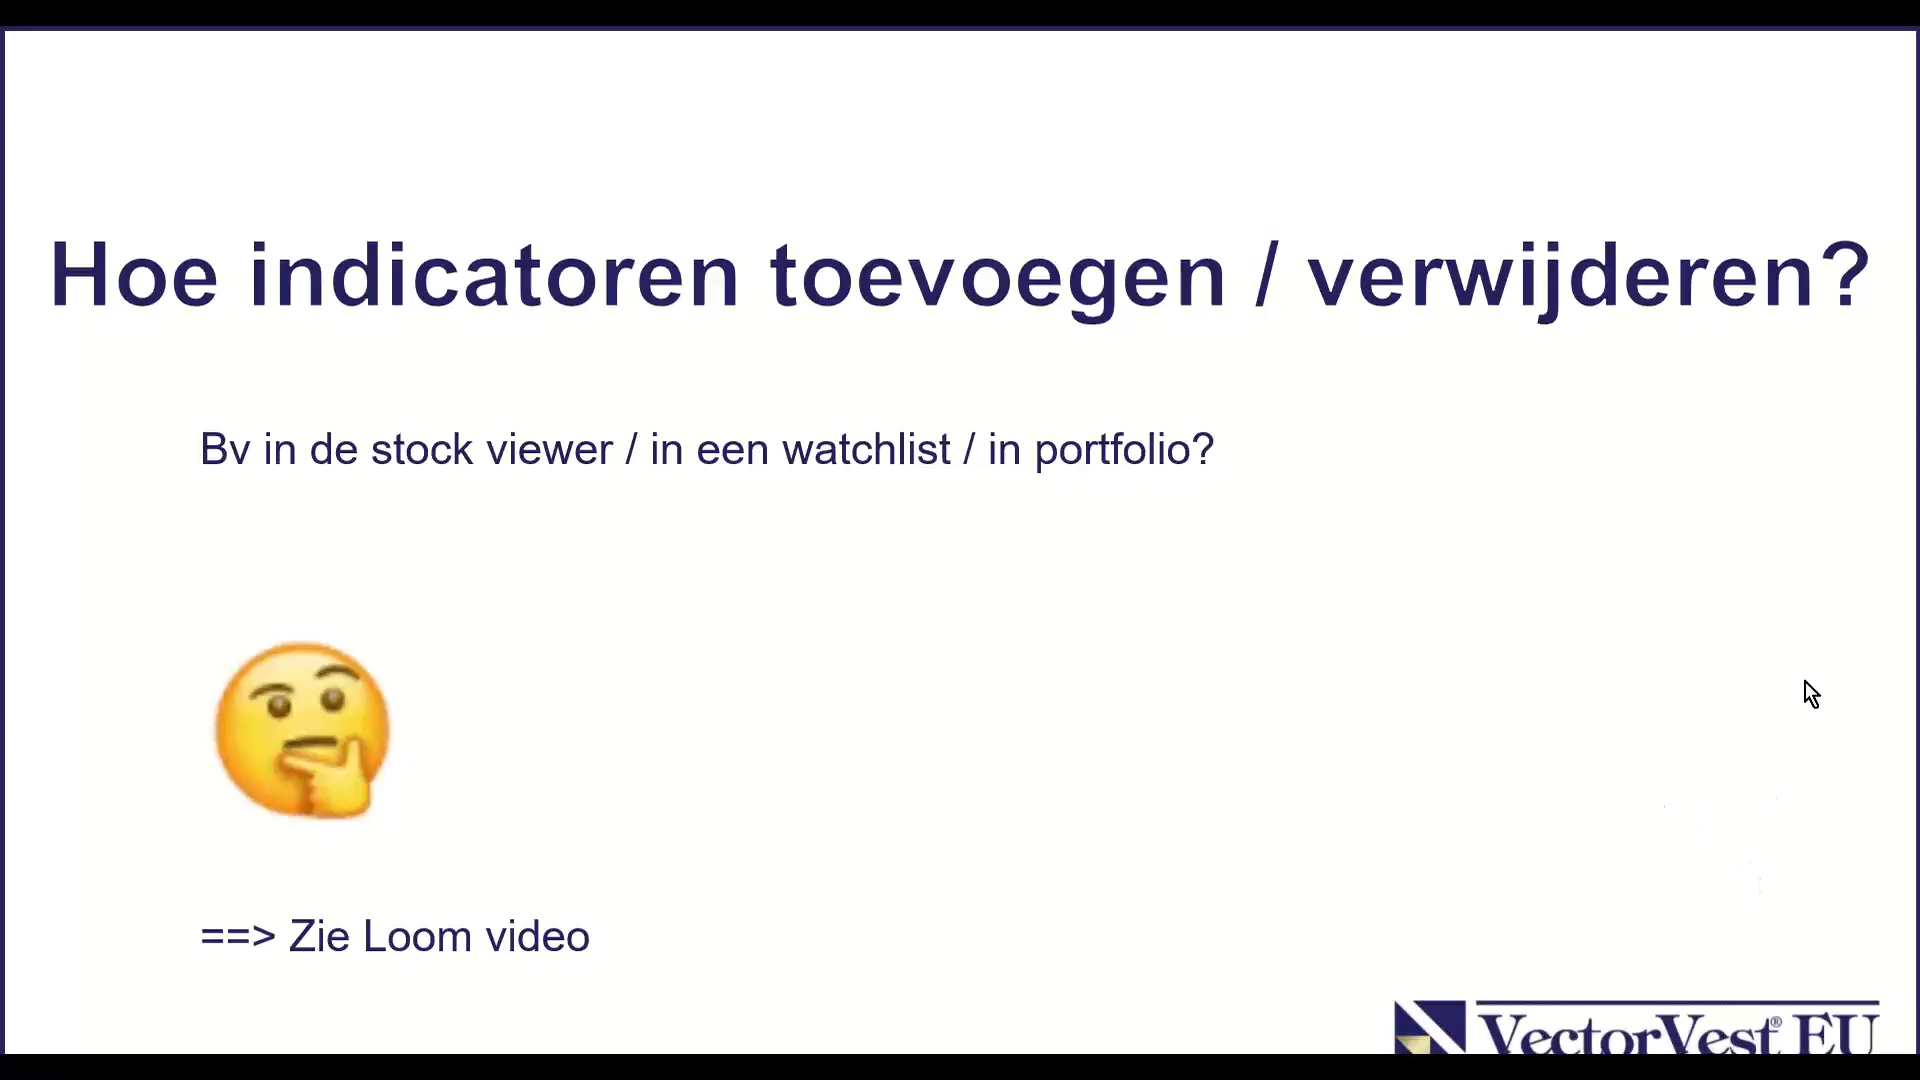 Hoe indicatoren toevoegen / verwijderen?
Bv in de stock viewer / in een watchlist / in portfolio?
==> Zie Loom video
VectorVest® EU